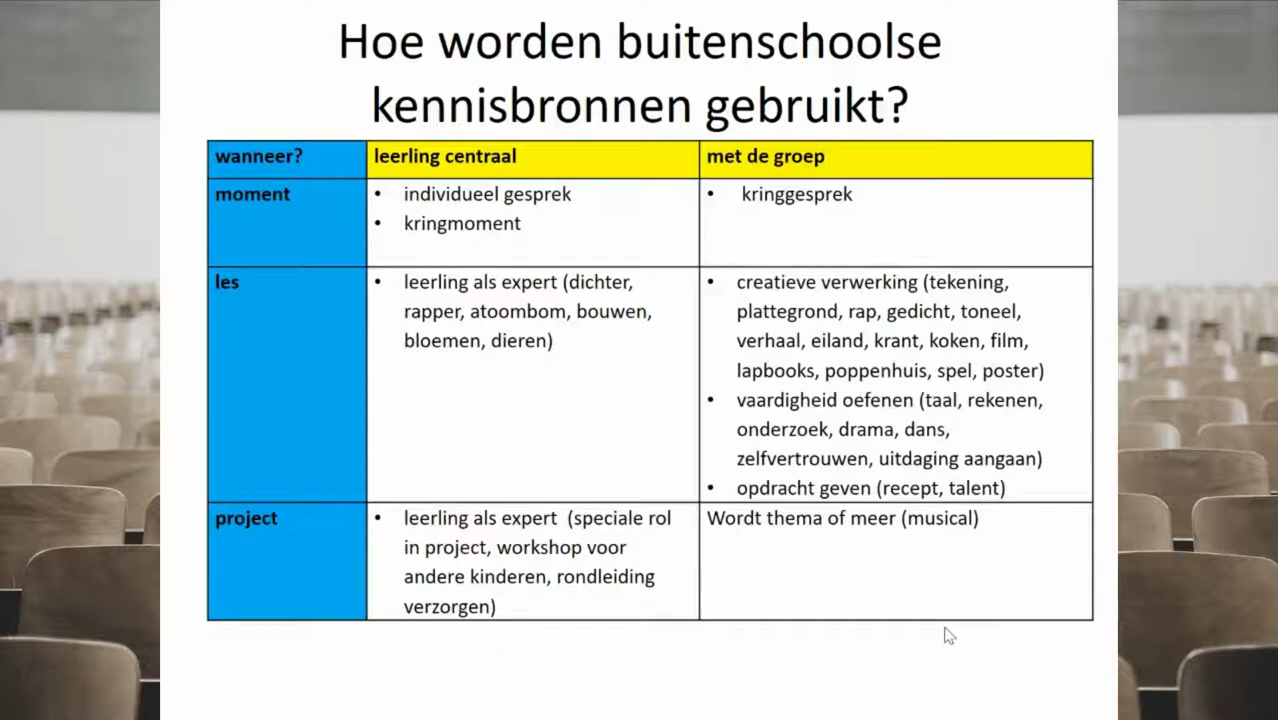 Hoe worden buitenschoolse
kennisbronnen gebruikt?
wanneer?
leerling centraal
met de groep
moment
• individueel gesprek
• kringmoment
• kringgesprek
les
• leerling als expert (dichter,
rapper, atoombom, bouwen,
bloemen, dieren)
• creatieve verwerking (tekening,
plattegrond, rap, gedicht, toneel,
verhaal, eiland, krant, koken, film,
lapbooks, poppenhuis, spel, poster)
• vaardigheid oefenen (taal, rekenen,
onderzoek, drama, dans,
zelfvertrouwen, uitdaging aangaan)
• opdracht geven (recept, talent)
project
• leerling als expert (speciale rol
in project, workshop voor
andere kinderen, rondleiding
verzorgen)
Wordt thema of meer (musical)